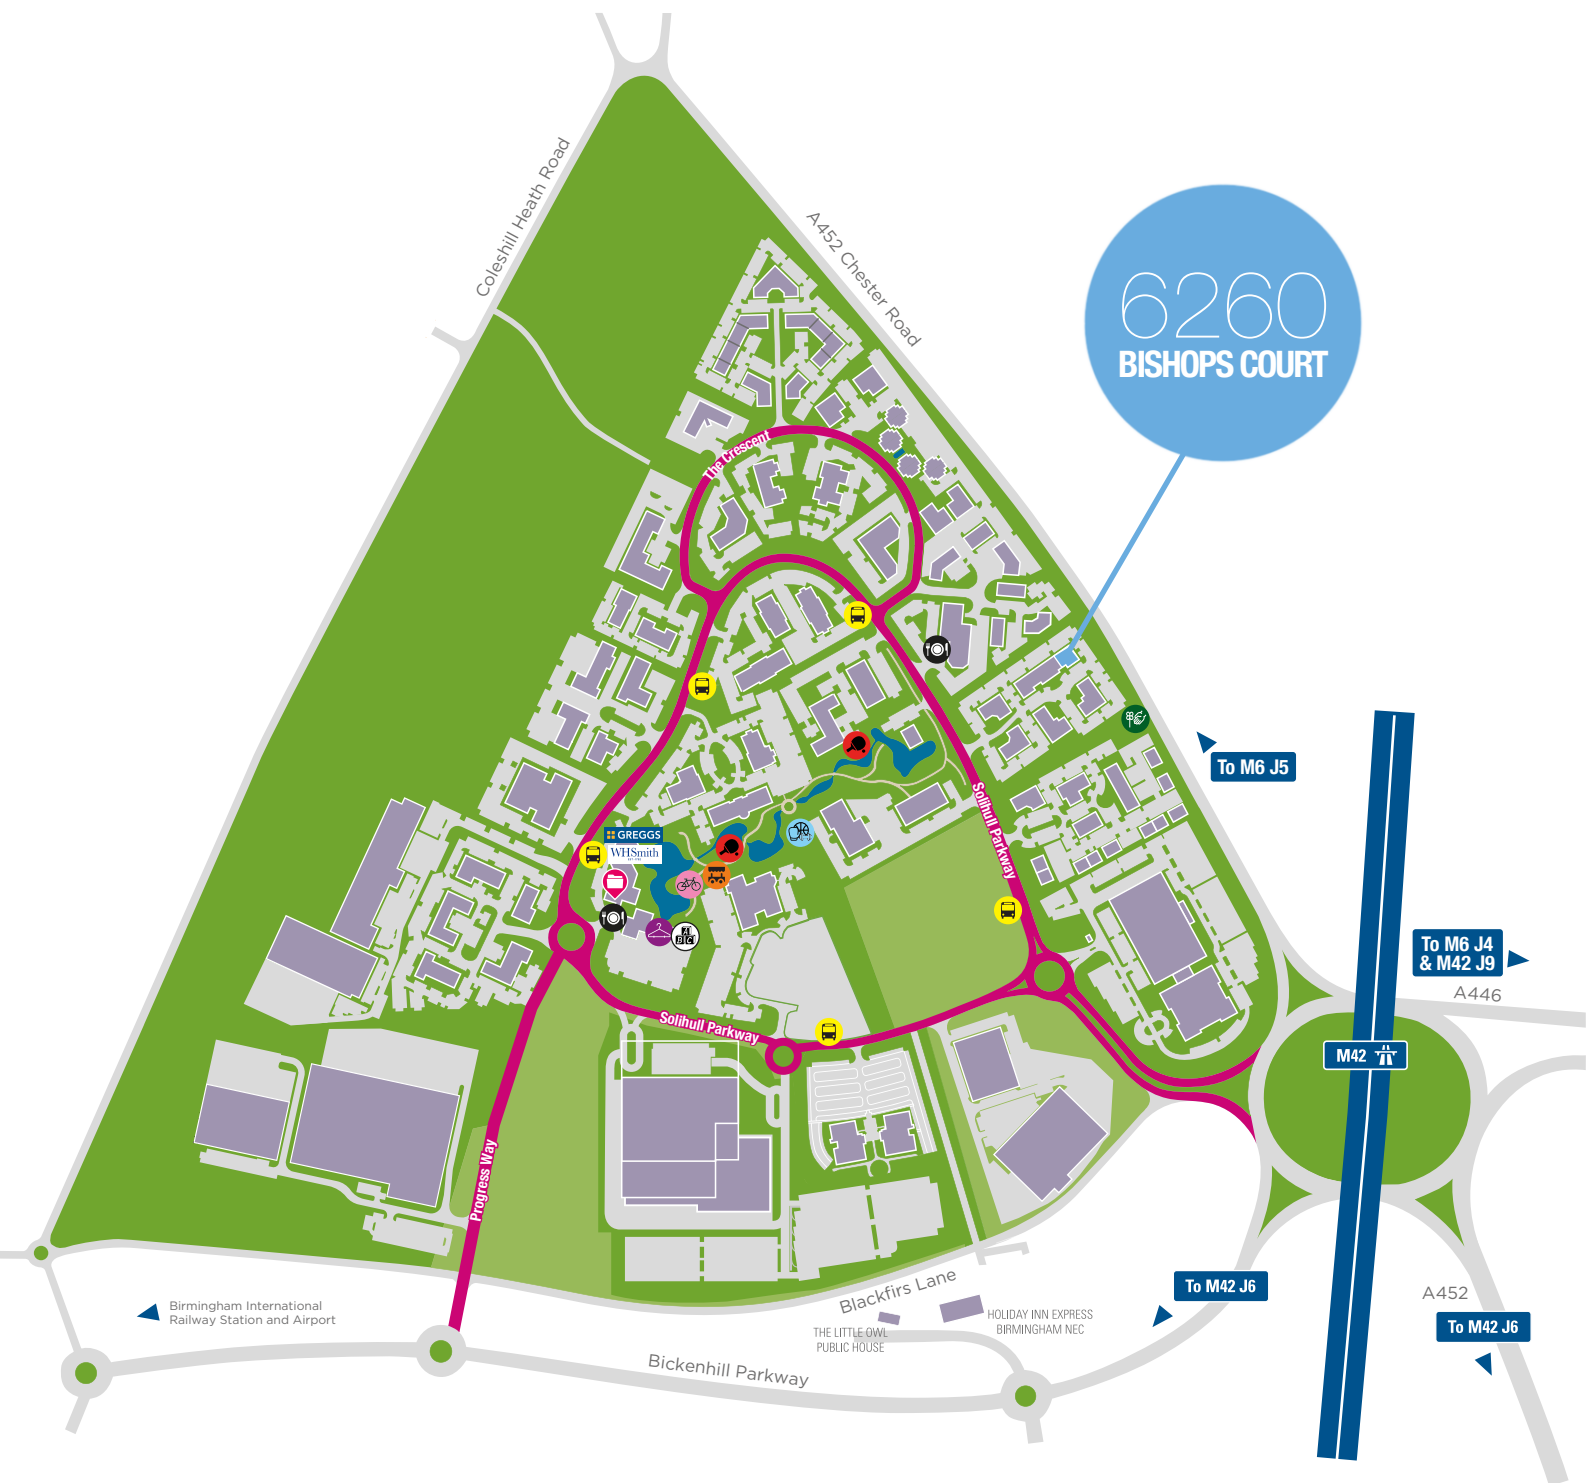 Coleshill Heath Road
A452 Chester Road
6260
BISHOPS COURT
The Crescent
To M6 J5
Solihull Parkway
GREGGS
WHSmith
A
B C
To M6 J4
& M42 J9
A446
Solihull Parkway
M42
Progress Way
Blackfirs Lane
To M42 J6
A452
To M42 J6
Birmingham International
Railway Station and Airport
HOLIDAY INN EXPRESS
BIRMINGHAM NEC
THE LITTLE OWL
PUBLIC HOUSE
Bickenhill Parkway